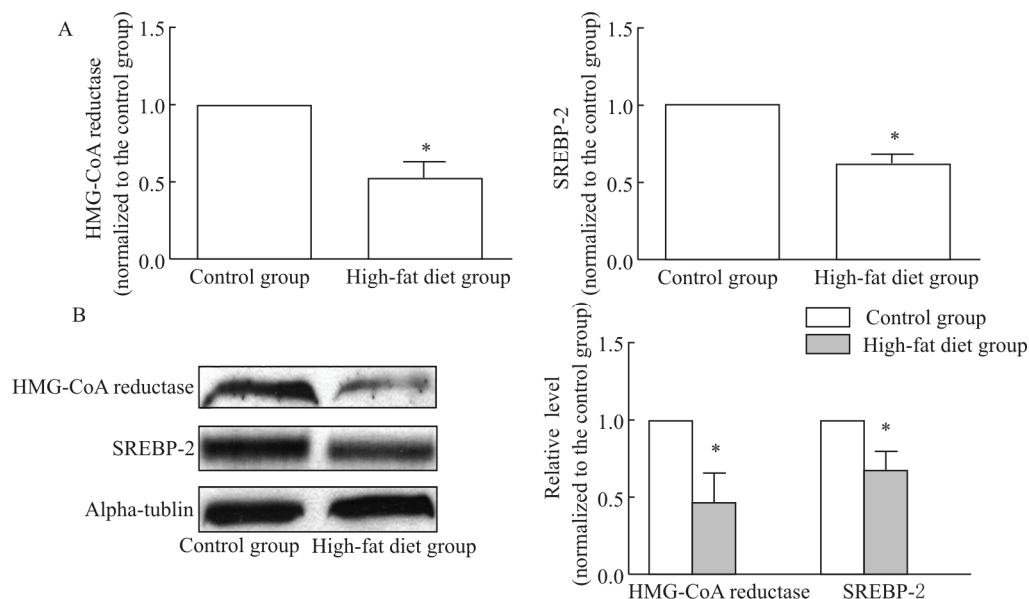 A
HMG-CoA reductase
(normalized to the control group)
1.5
1.0
0.5
0.0
*
Control group
High-fat diet group
SREBP-2
(normalized to the control group)
1.5
1.0
0.5
0.0
*
Control group
High-fat diet group
B
HMG-CoA reductase
SREBP-2
Alpha-tublin
Control group
High-fat diet group
Control group
High-fat diet group
Relative level
(normalized to the control group)
1.5
1.0
0.5
0.0
*
*
HMG-CoA reductase
SREBP-2